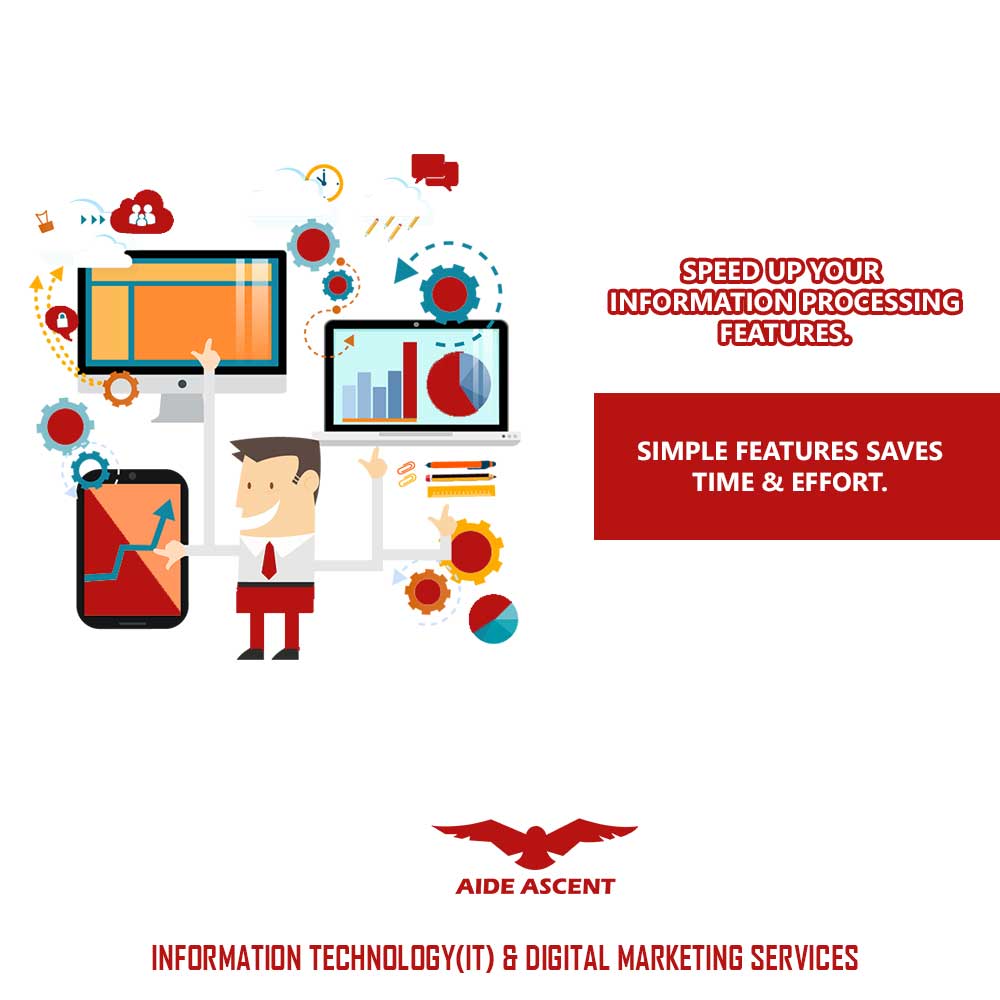 SPEED UP YOUR
INFORMATION PROCESSING
FEATURES.
SIMPLE FEATURES SAVES
TIME & EFFORT.
AIDE ASCENT
INFORMATION TECHNOLOGY(IT) & DIGITAL MARKETING SERVICES